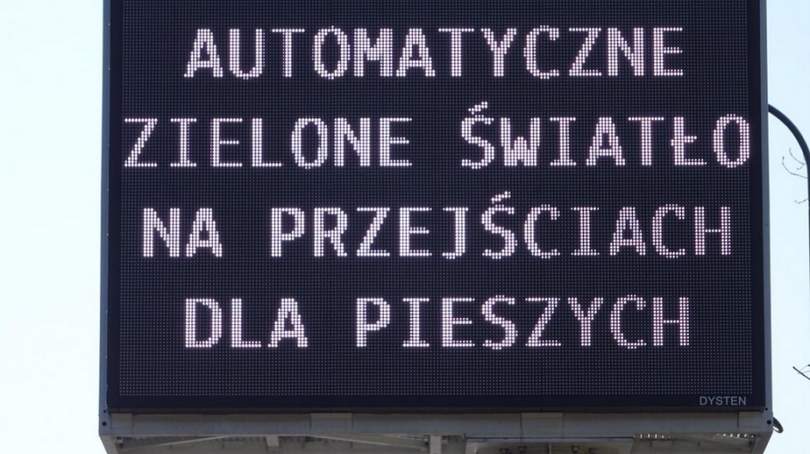 AUTOMATYCZNE
ZIELONE ŚWIATŁO
NA PRZEJŚCIACH
DLA PIESZYCH
DYSTEN